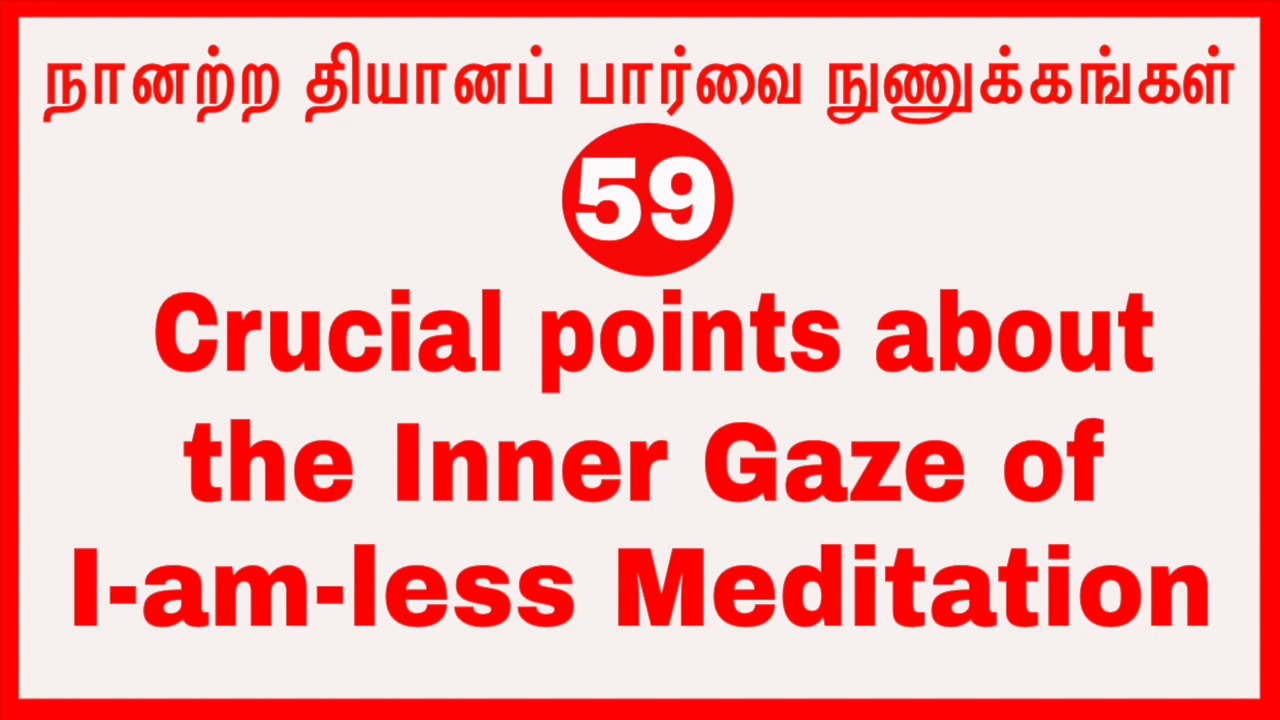 நானற்ற தியானப் பார்வை நுணுக்கங்கள்
59
Crucial points about
the Inner Gaze of
I-am-less Meditation